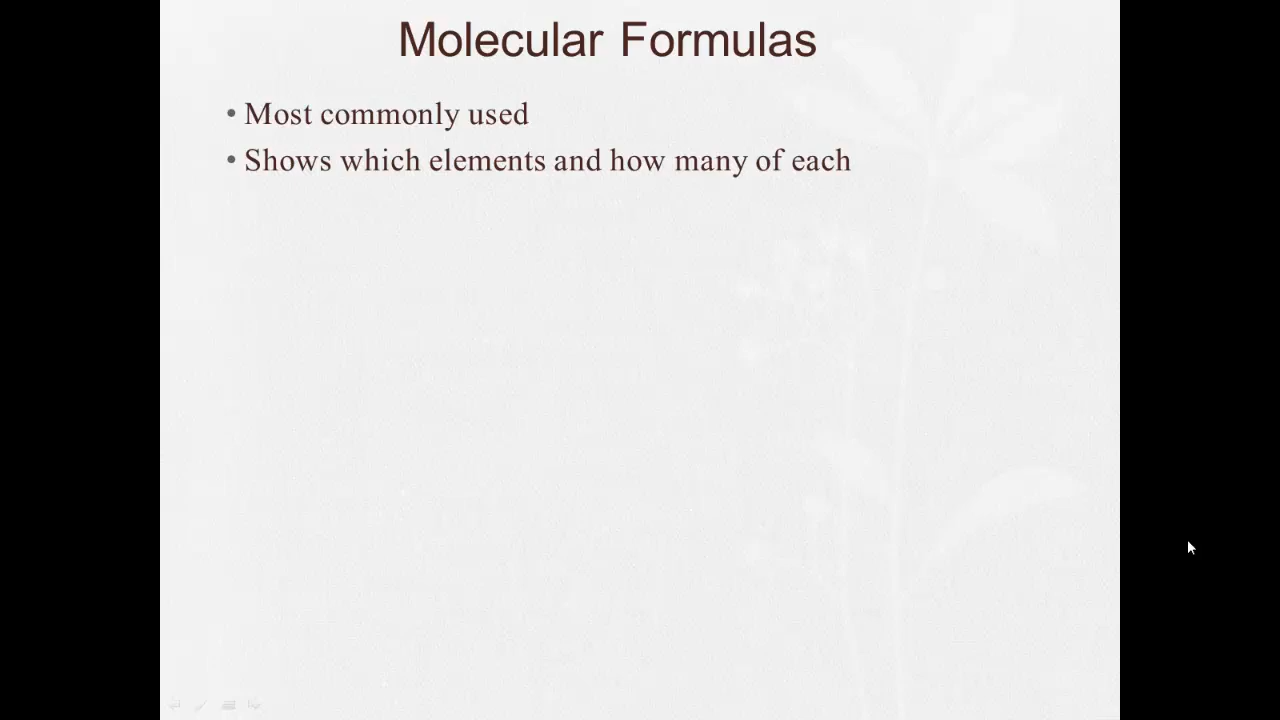 Molecular Formulas
• Most commonly used
• Shows which elements and how many of each